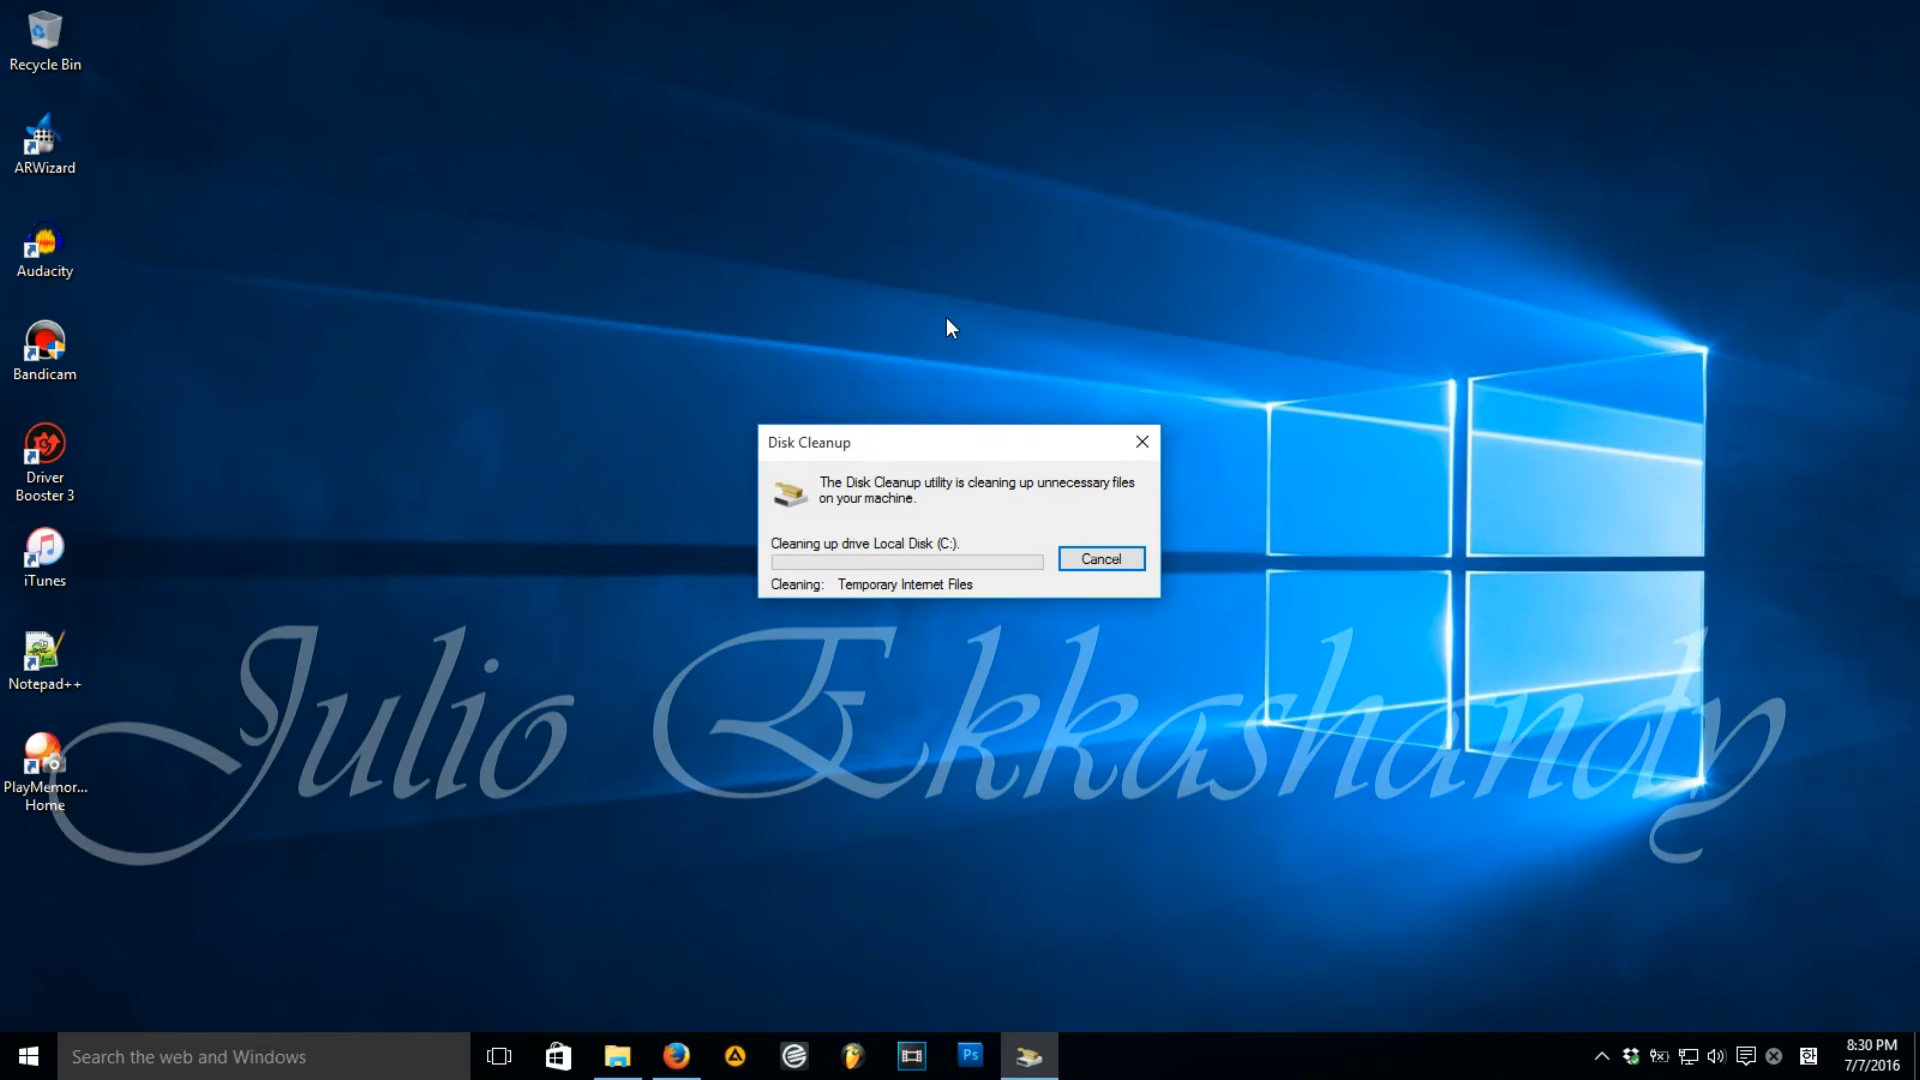 Recycle Bin
ARWizard
Audacity
Bandicam
Driver
Booster 3
iTunes
Notepad++
PlayMemor...
Home
Disk Cleanup
The Disk Cleanup utility is cleaning up unnecessary files
on your machine.
Cleaning up drive Local Disk (C:).
Cancel
Cleaning: Temporary Internet Files
Julio Ekkashandy
Search the web and Windows
Ps
한
8:30 PM
7/7/2016